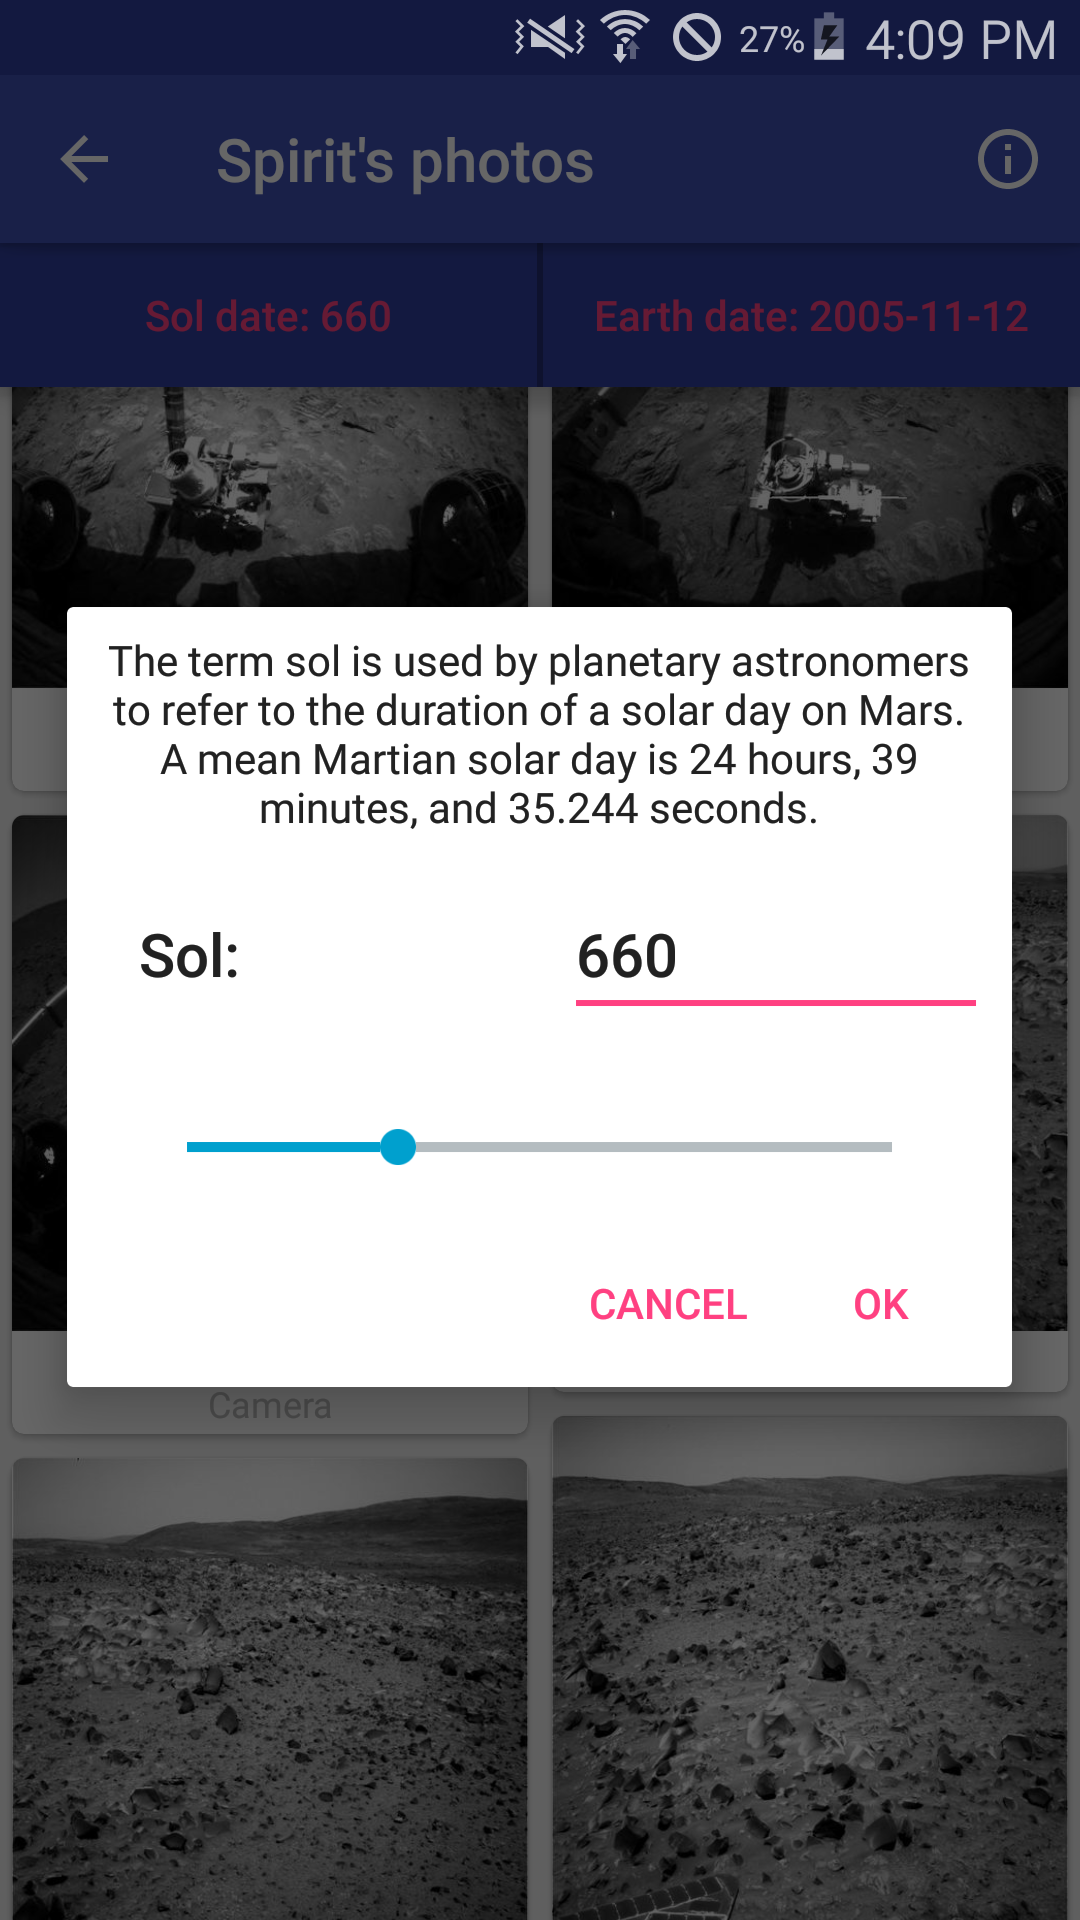 27% 4:09 PM
Spirit's photos
Sol date: 660
Earth date: 2005-11-12
The term sol is used by planetary astronomers
to refer to the duration of a solar day on Mars.
A mean Martian solar day is 24 hours, 39
minutes, and 35.244 seconds.
Sol: 660
CANCEL OK
Camera